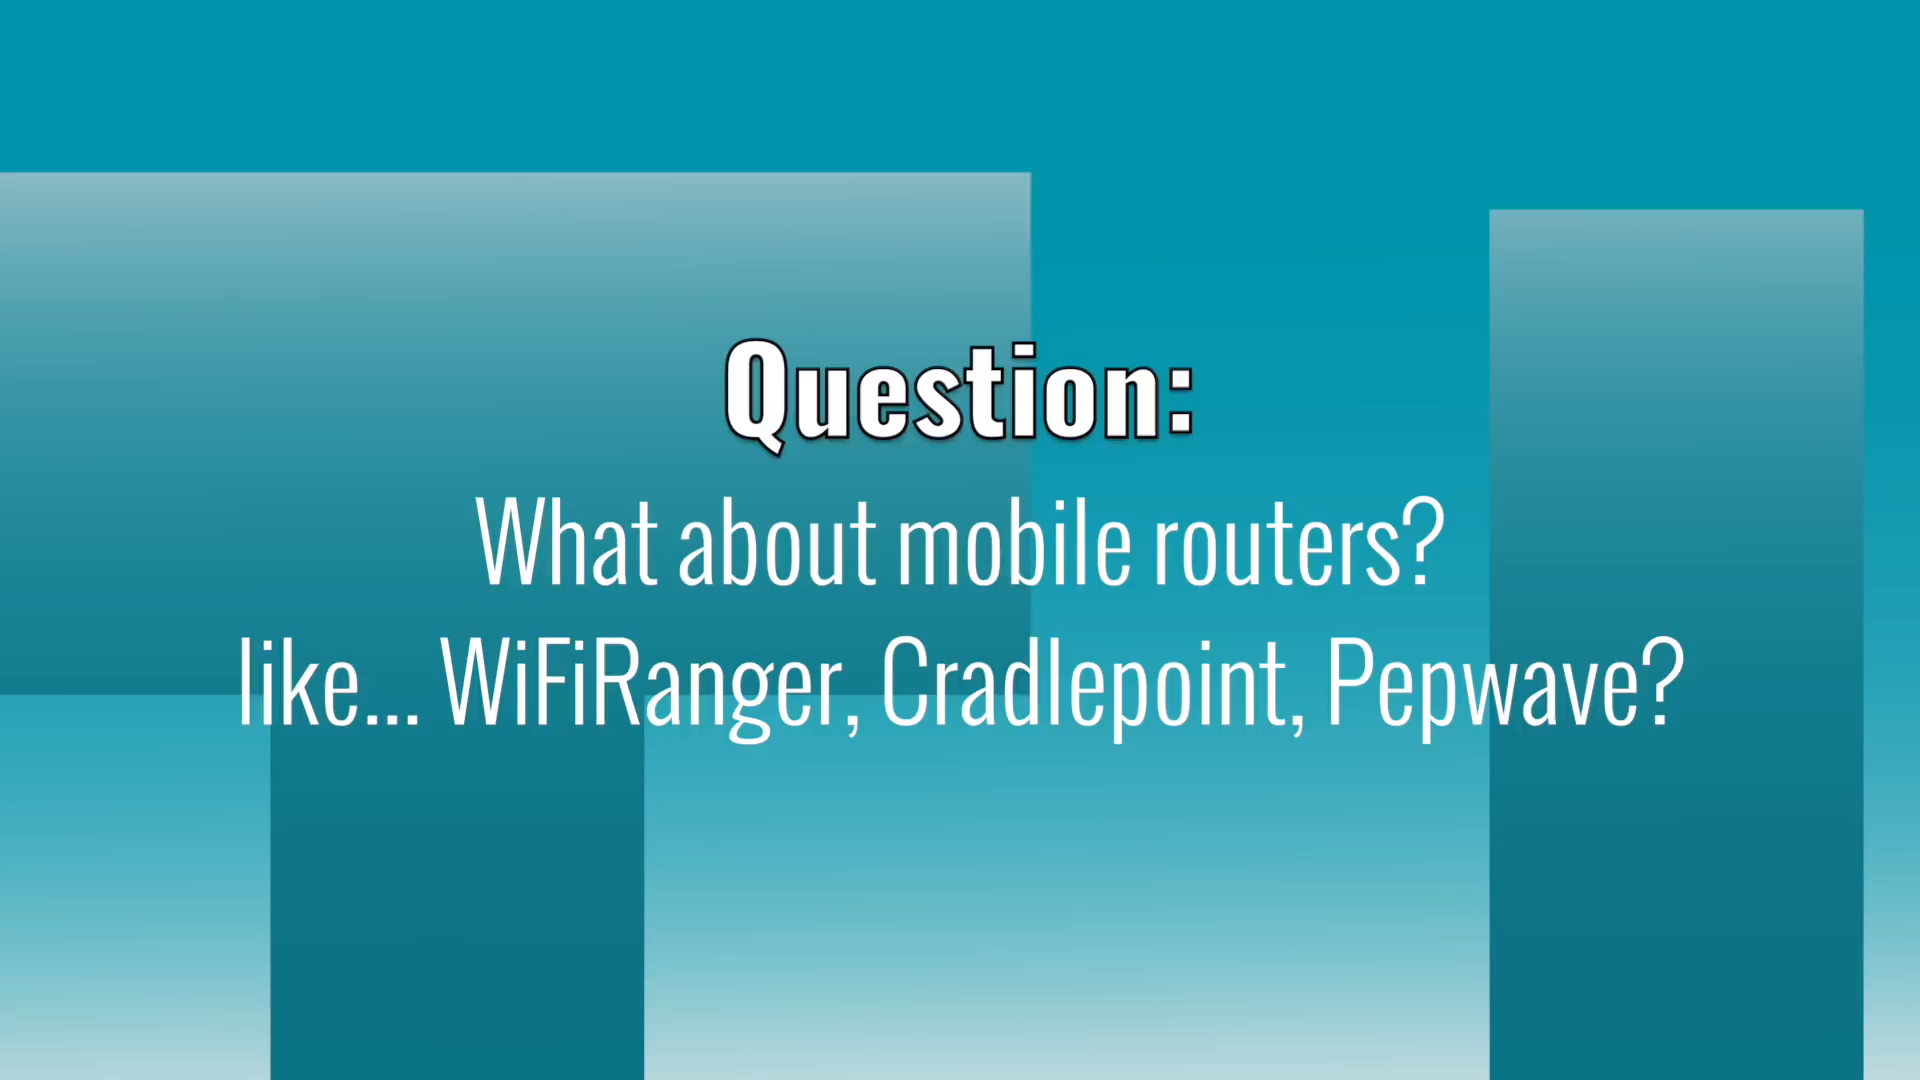 Question:
What about mobile routers?
like... WiFiRanger, Cradlepoint, Pepwave?